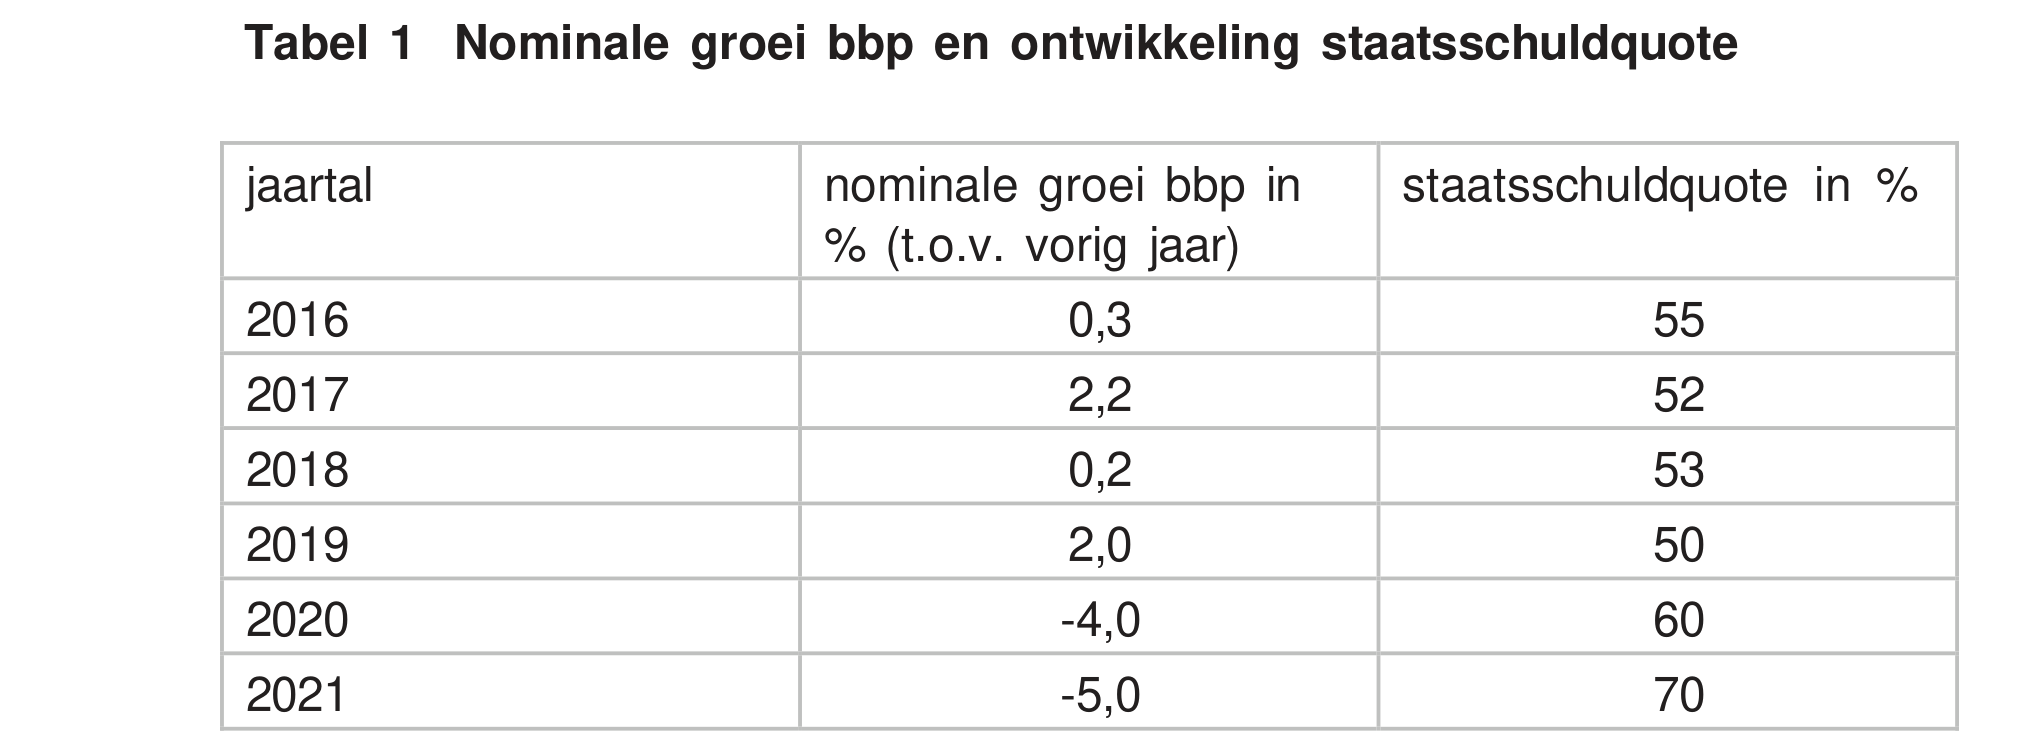 Tabel 1 Nominale groei bbp en ontwikkeling staatsschuldquote
jaartal nominale groei bbp in % (t.o.v. vorig jaar) staatsschuldquote in %
2016 0,3 55
2017 2,2 52
2018 0,2 53
2019 2,0 50
2020 -4,0 60
2021 -5,0 70